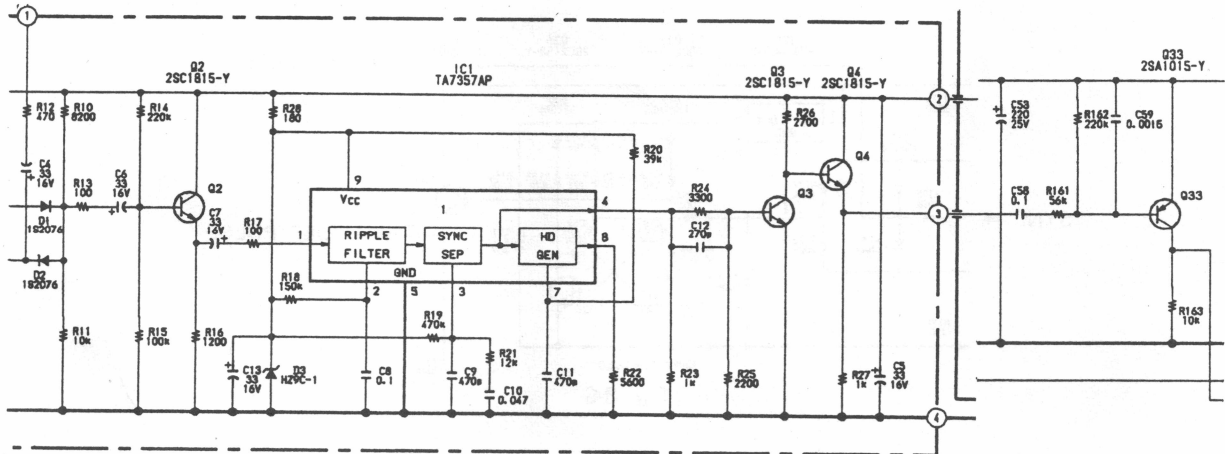 1
Q2
2SC1815-Y
IC1
TA7357AP
Q3
2SC1815-Y
Q4
2SC1815-Y
Q33
2SA1015-Y
R12
470
R10
8200
R14
220k
R28
180
R26
2700
2
C53
220
25V
R162
220k
C59
0.0015
R20
39k
C4
33
16V
+
R13
100
C6
33
16V
+
Q2
9
Vcc
Q4
R24
3300
Q3
4
D1
1S2076
C7
33
16V
+
R17
100
1
1
RIPPLE
FILTER
SYNC
SEP
HD
GEN
8
C12
270p
3
C58
0.1
R161
56k
Q33
D2
1S2076
GND
R18
150k
2
5
3
7
R11
10k
R15
100k
R16
1200
R19
470k
R163
10k
+
C13
33
16V
D3
HZ9C-1
C8
0.1
C9
470p
R21
12k
C10
0.047
C11
470p
R22
5600
R23
1k
R25
2200
R27
1k
+
C5
33
16V
4